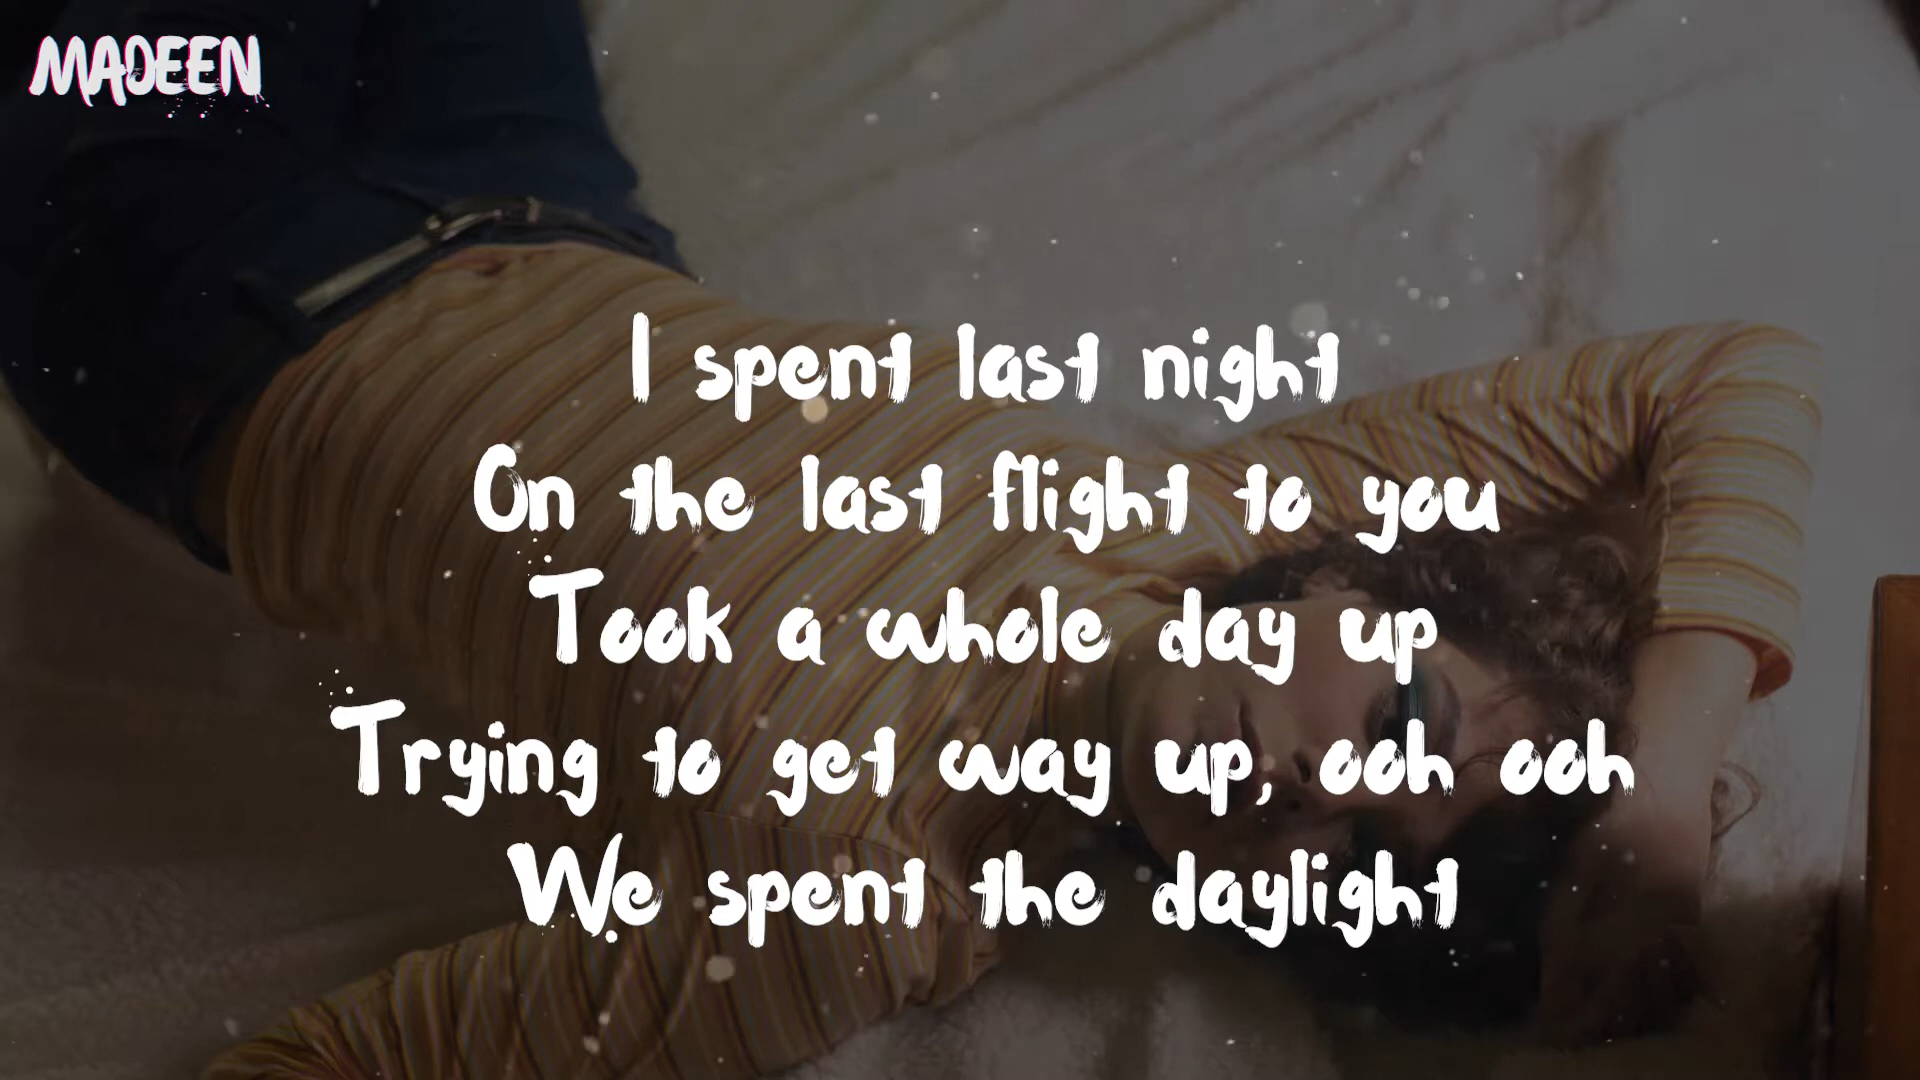 MADEEN
I spent last night
On the last flight to you
Took a whole day up
Trying to get way up, ooh ooh
We spent the daylight